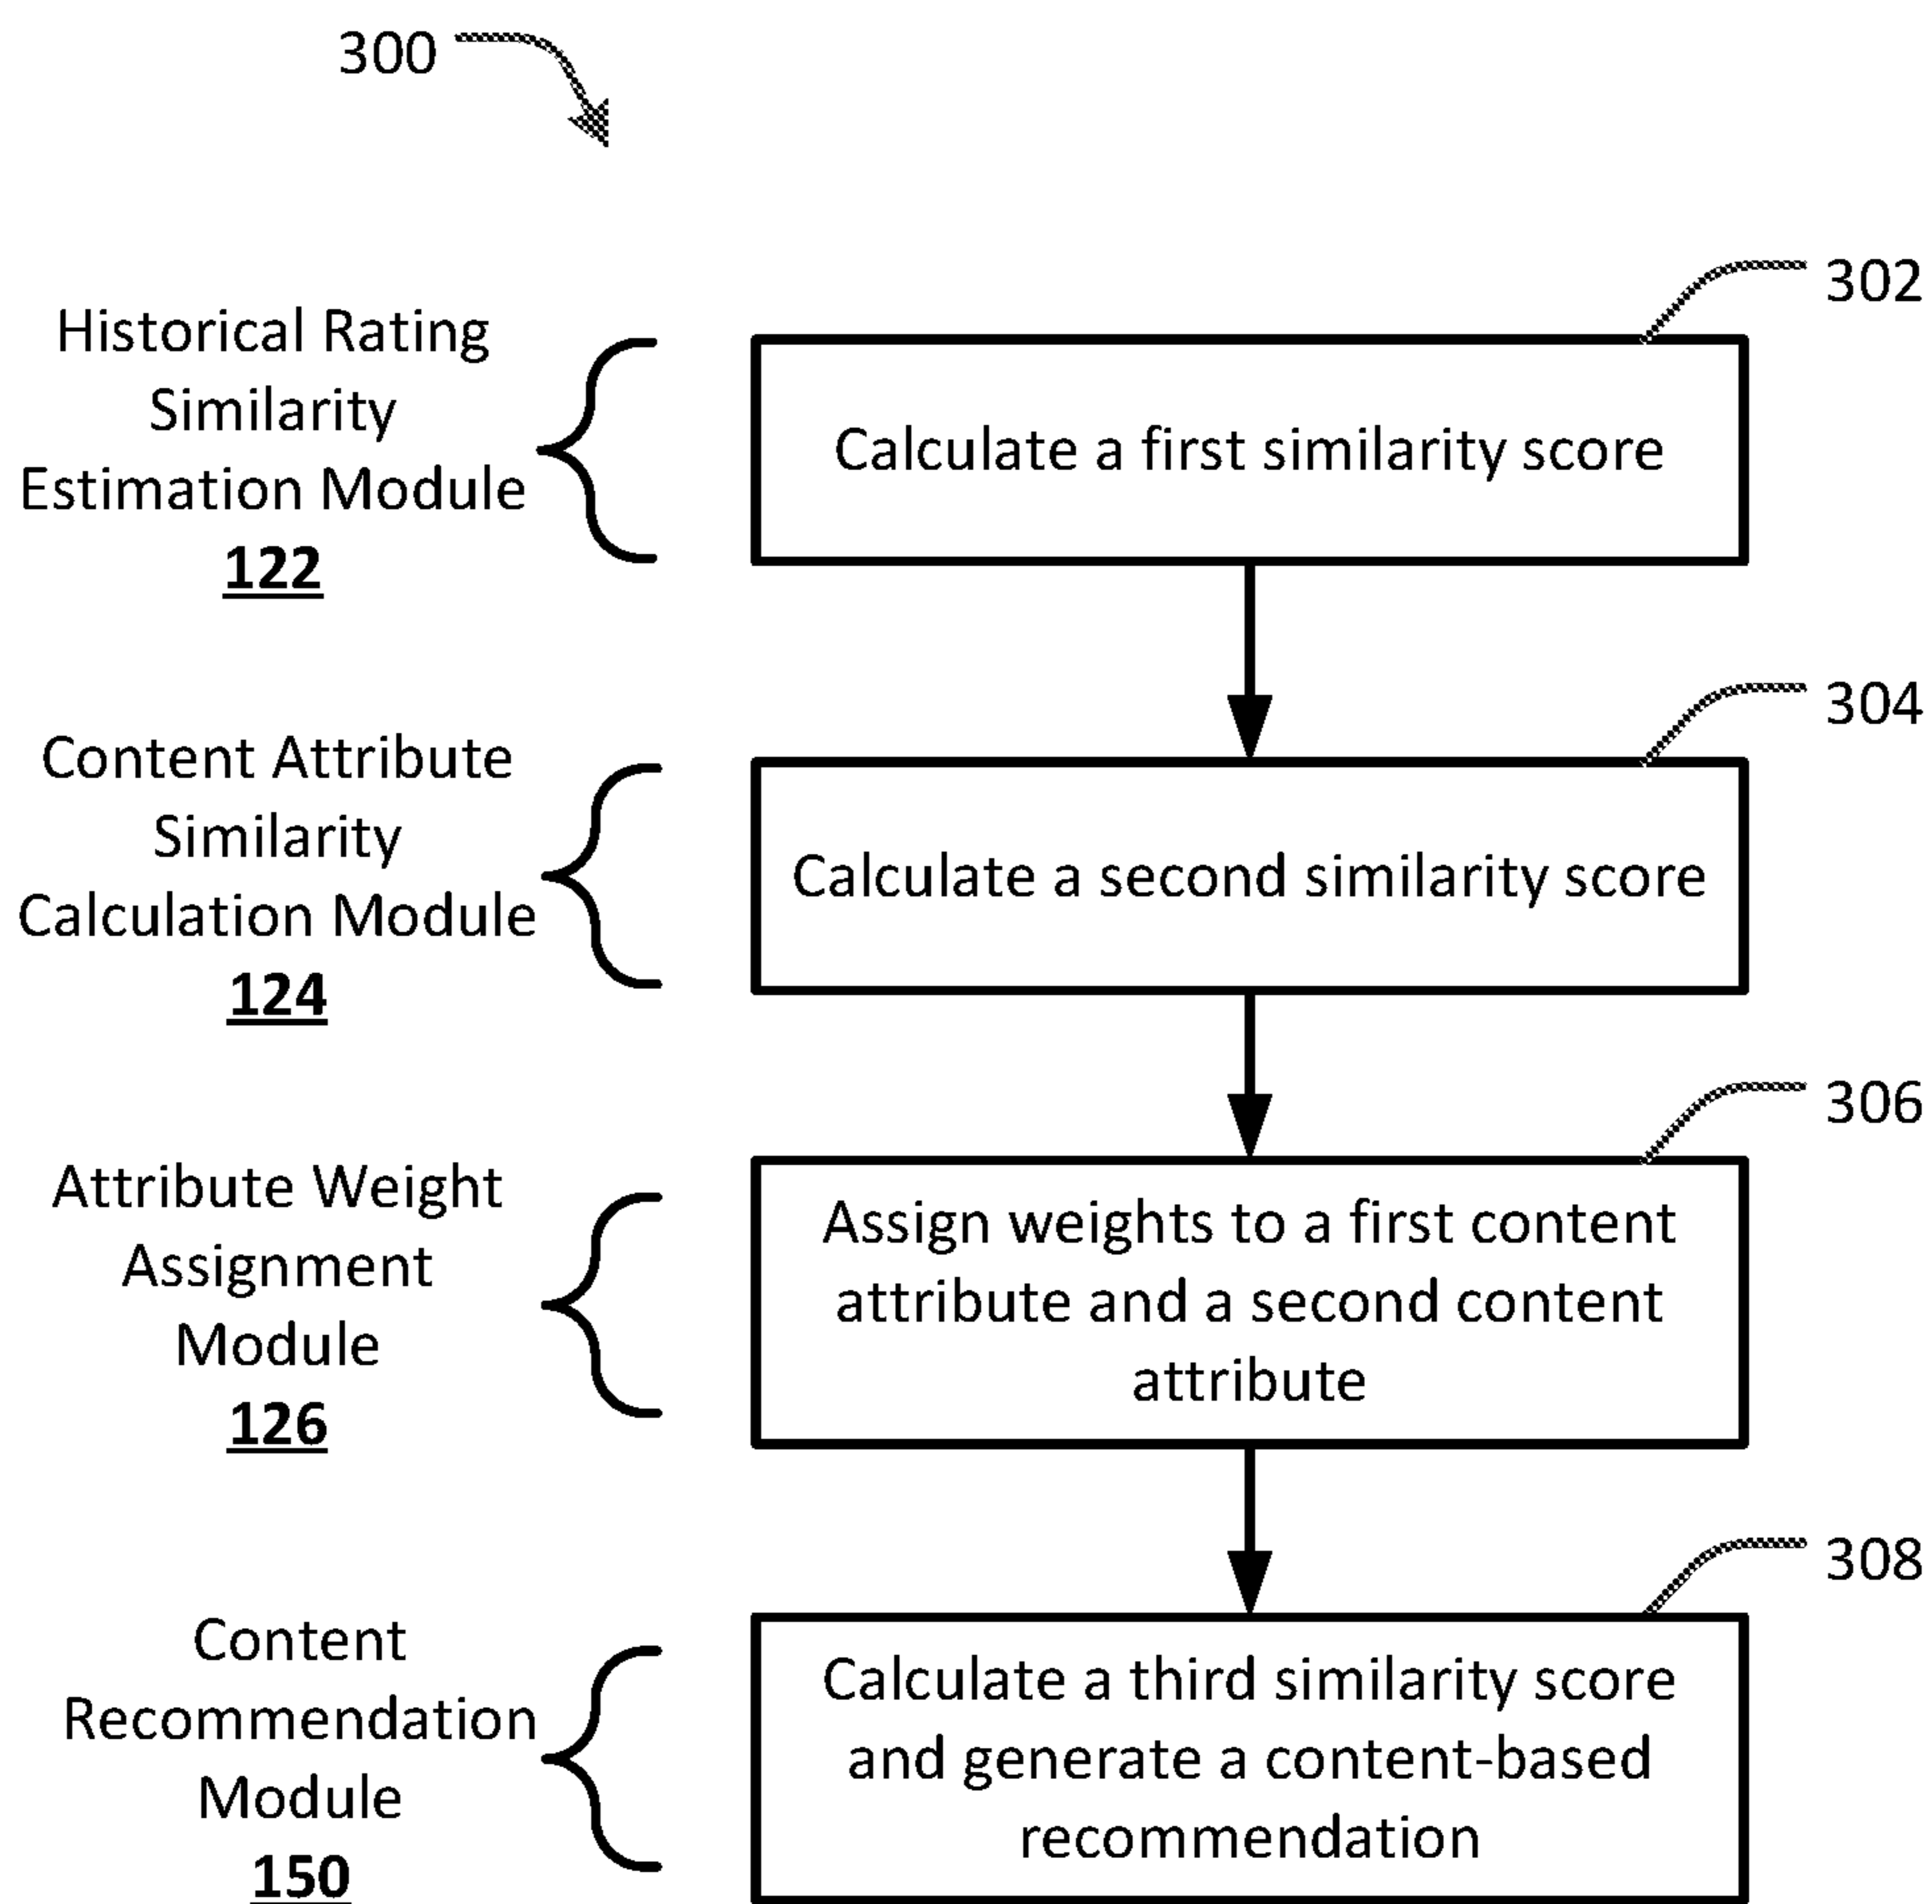 300
302
Historical Rating
Similarity
Estimation Module
122
Calculate a first similarity score
304
Content Attribute
Similarity
Calculation Module
124
Calculate a second similarity score
306
Attribute Weight
Assignment
Module
126
Assign weights to a first content
attribute and a second content
attribute
308
Content
Recommendation
Module
150
Calculate a third similarity score
and generate a content-based
recommendation